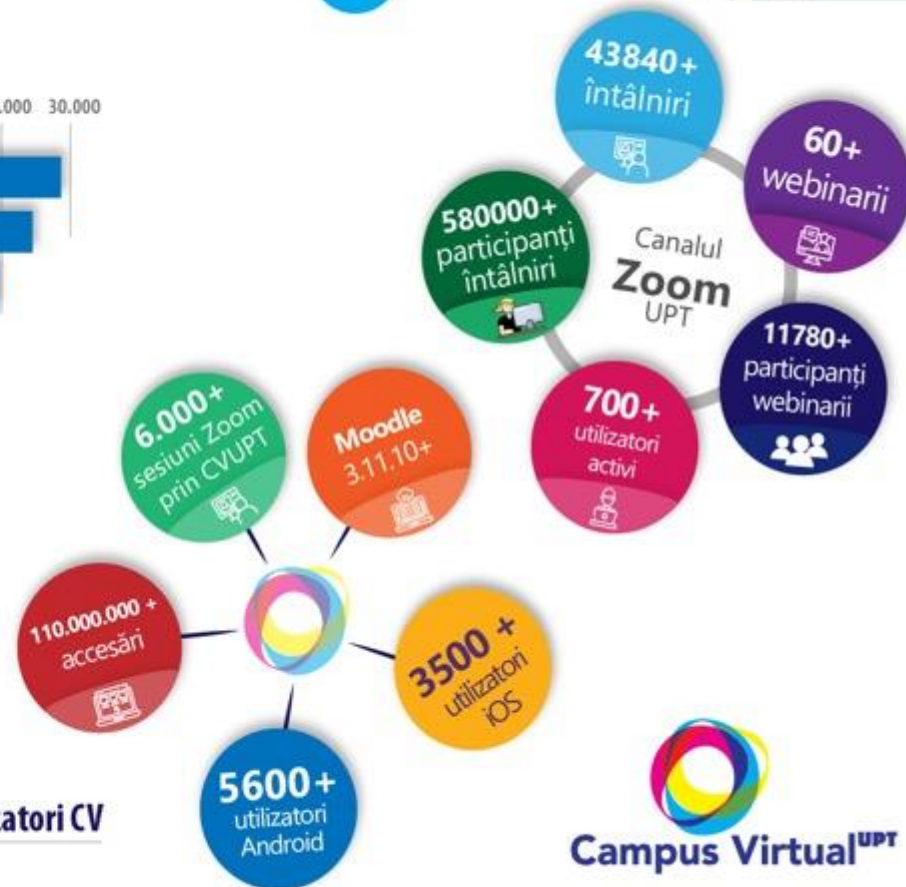 .000 30.000
43840+
întâlniri
60+
webinarii
580000+
participanți
întâlniri
Canalul
Zoom
UPT
11780+
participanți
webinarii
700+
utilizatori
activi
6.000+
sesiuni Zoom
prin CVUPT
Moodle
3.11.10+
110.000.000 +
accesări
3500 +
utilizatori
iOS
5600+
utilizatori
Android
atori CV
Campus Virtual UPT